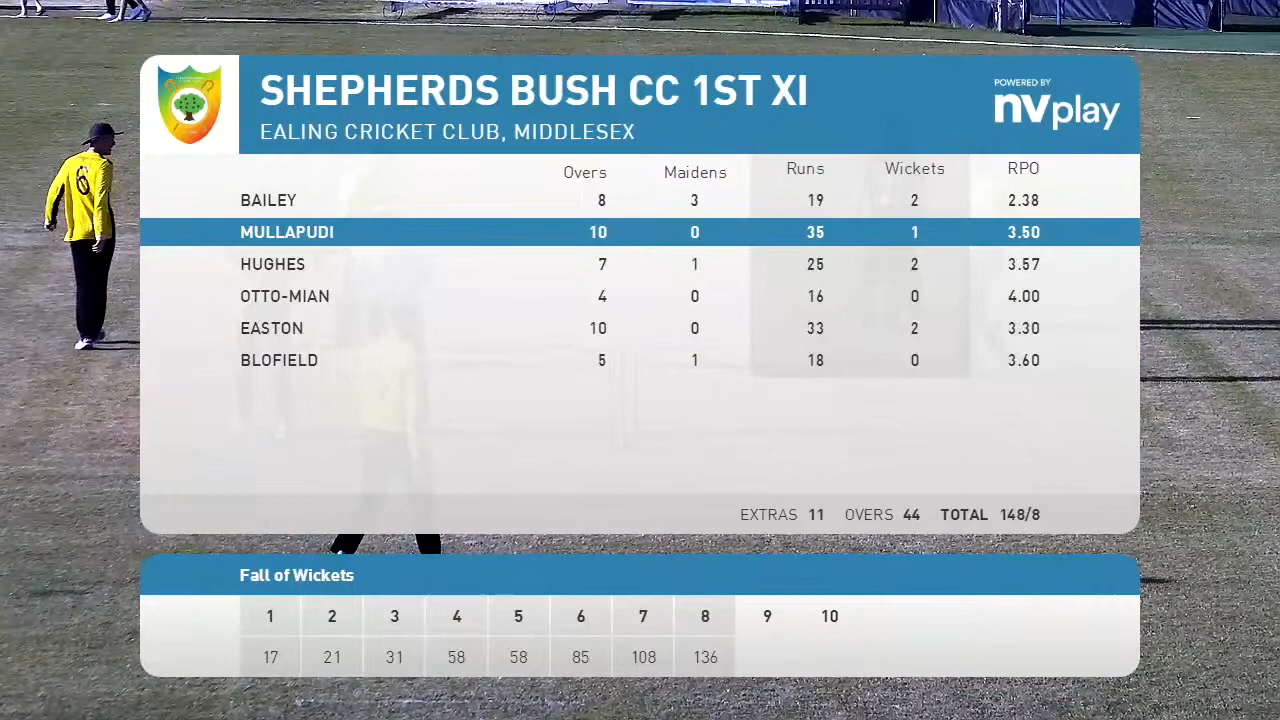 SHEPHERDS BUSH CC 1ST XI
EALING CRICKET CLUB, MIDDLESEX
POWERED BY
nvplay
Overs Maidens Runs Wickets RPO
BAILEY 8 3 19 2 2.38
MULLAPUDI 10 0 35 1 3.50
HUGHES 7 1 25 2 3.57
OTTO-MIAN 4 0 16 0 4.00
EASTON 10 0 33 2 3.30
BLOFIELD 5 1 18 0 3.60
EXTRAS 11 OVERS 44 TOTAL 148/8
Fall of Wickets
1 2 3 4 5 6 7 8 9 10
17 21 31 58 58 85 108 136
6